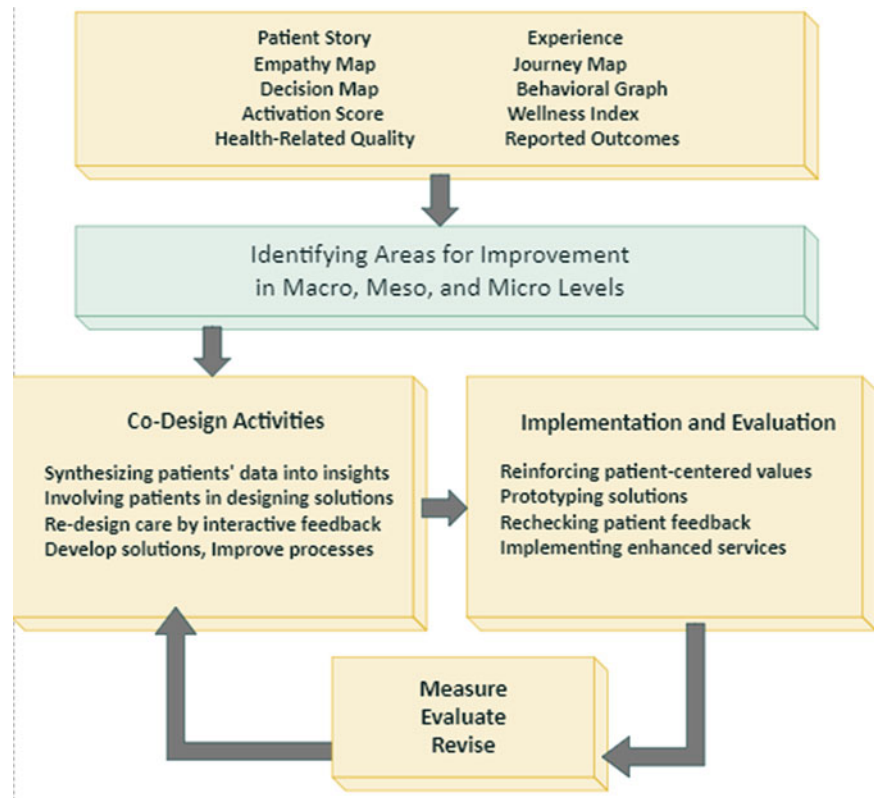 Patient Story
Empathy Map
Decision Map
Activation Score
Health-Related Quality
Experience
Journey Map
Behavioral Graph
Wellness Index
Reported Outcomes
Identifying Areas for Improvement
in Macro, Meso, and Micro Levels
Co-Design Activities
Synthesizing patients' data into insights
Involving patients in designing solutions
Re-design care by interactive feedback
Develop solutions, Improve processes
Implementation and Evaluation
Reinforcing patient-centered values
Prototyping solutions
Rechecking patient feedback
Implementing enhanced services
Measure
Evaluate
Revise